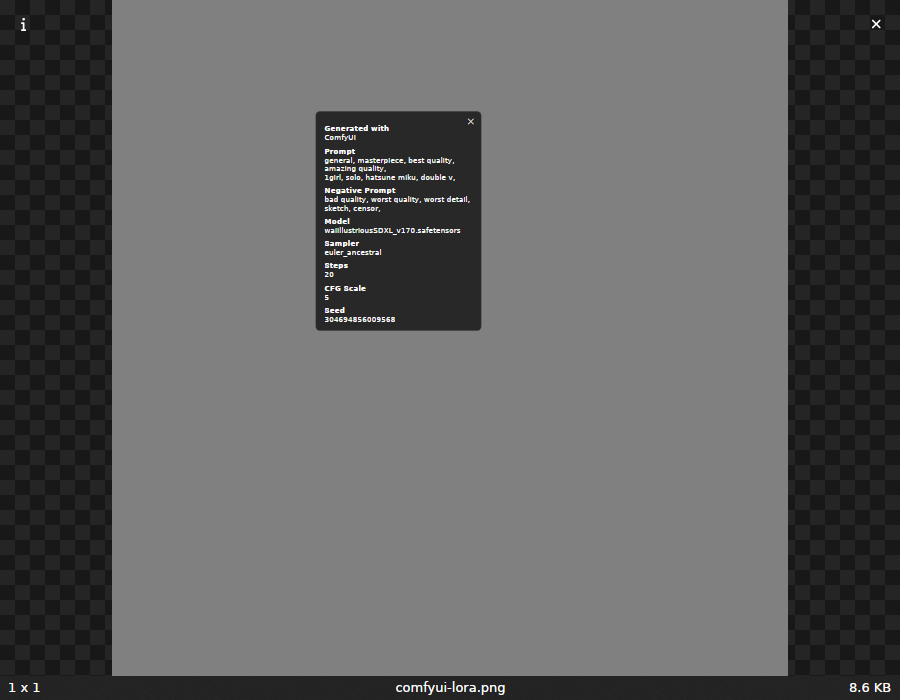 i
×
×
Generated with
ComfyUI
Prompt
general, masterpiece, best quality,
amazing quality,
1girl, solo, hatsune miku, double v,
Negative Prompt
bad quality, worst quality, worst detail,
sketch, censor,
Model
waiIllustriousSDXL_v170.safetensors
Sampler
euler_ancestral
Steps
20
CFG Scale
5
Seed
304694856009568
1 x 1
comfyui-lora.png
8.6 KB